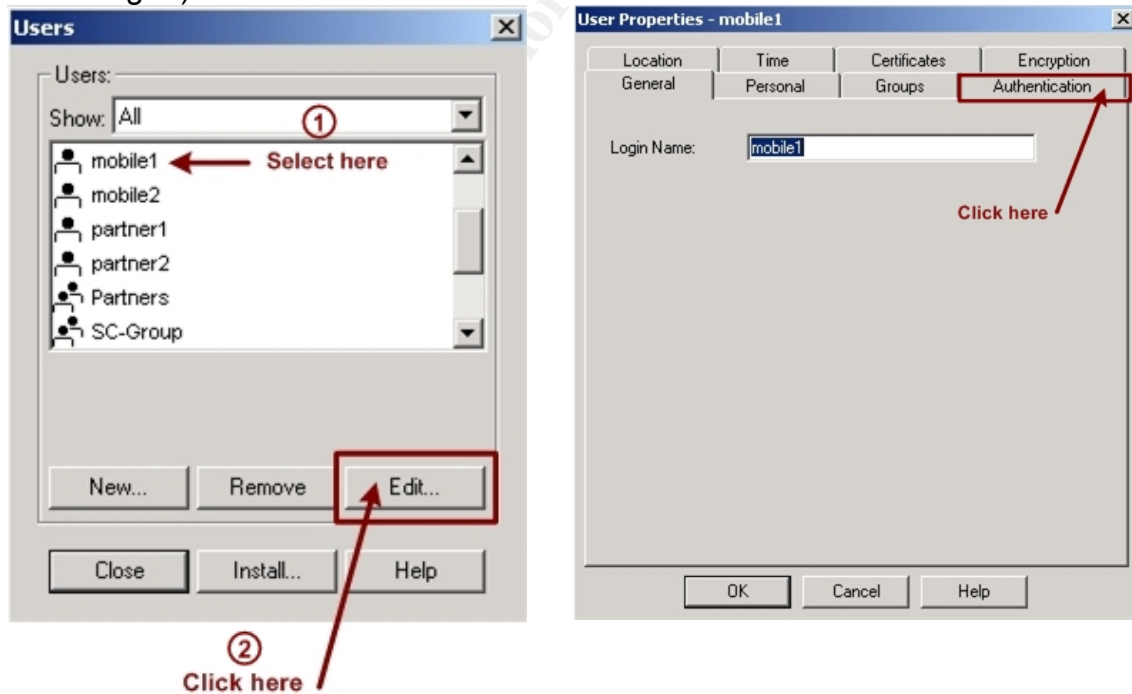 Users
Users:
Show: All
①
mobile1
Select here
mobile2
partner1
partner2
Partners
SC-Group
New... Remove Edit...
Close Install... Help
②
Click here
User Properties - mobile1
Location Time Certificates Encryption
General Personal Groups Authentication
Login Name: mobile1
Click here
OK Cancel Help